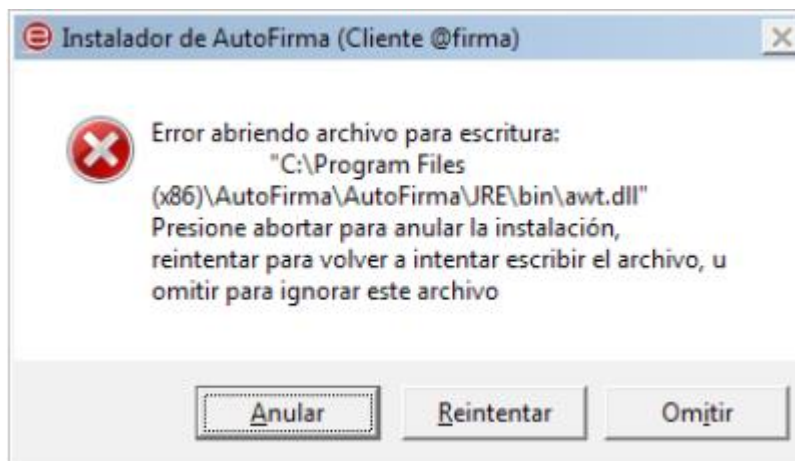 Instalador de AutoFirma (Cliente @firma)
Error abriendo archivo para escritura:
"C:\Program Files
(x86)\AutoFirma\AutoFirma\JRE\bin\awt.dll"
Presione abortar para anular la instalación,
reintentar para volver a intentar escribir el archivo, u
omitir para ignorar este archivo
Anular Reintentar Omitir